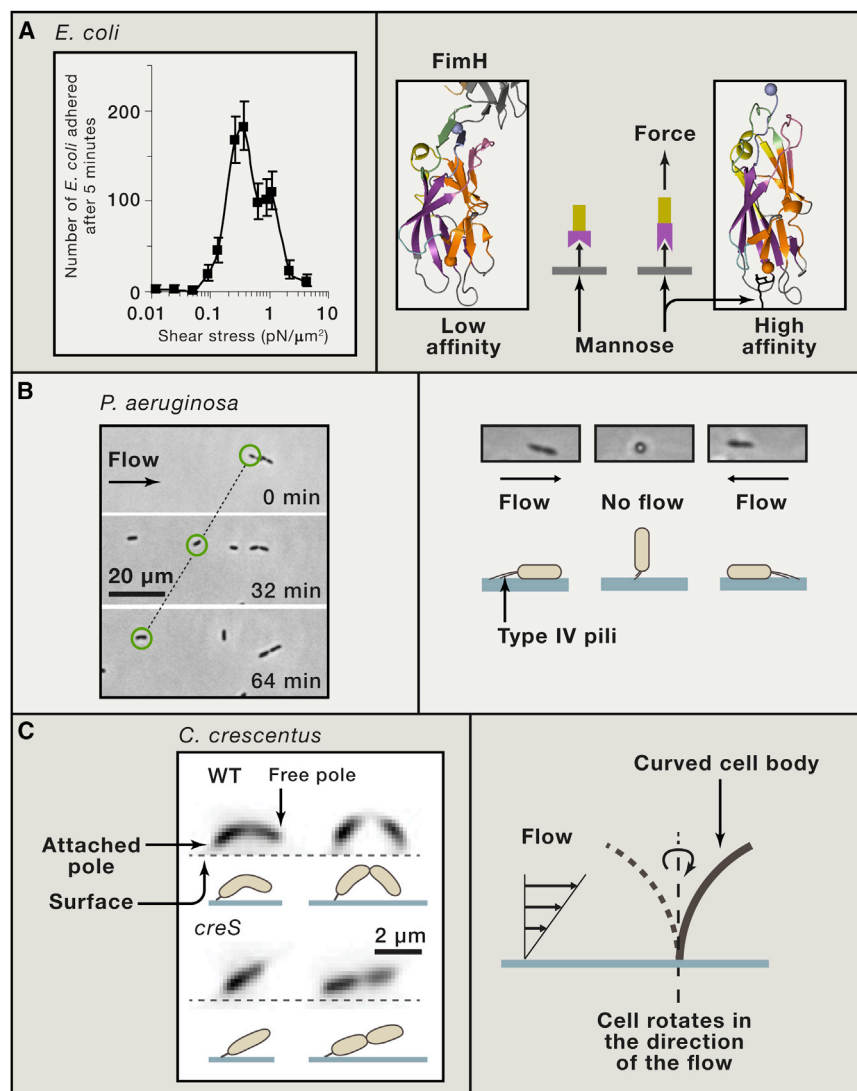 A
E. coli
Number of E. coli adhered
after 5 minutes
200
100
0
0.01
0.1
1
10
Shear stress (pN/μm²)
FimH
Force
Low
affinity
Mannose
High
affinity
B
P. aeruginosa
Flow
0 min
20 μm
32 min
64 min
Flow
No flow
Flow
Type IV pili
C
C. crescentus
WT
Free pole
Attached
pole
Surface
creS
2 μm
Curved cell body
Flow
Cell rotates in
the direction
of the flow